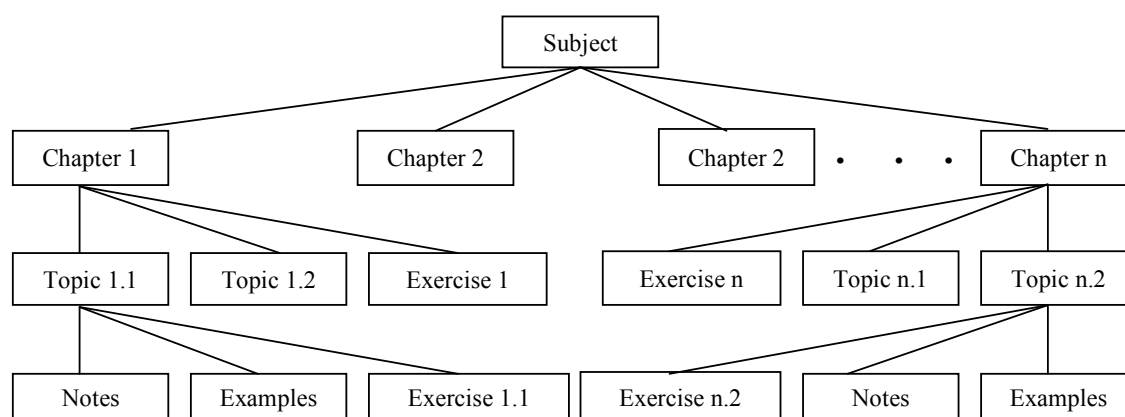 Subject
Chapter 1
Chapter 2
Chapter 2
Chapter n
Topic 1.1
Topic 1.2
Exercise 1
Exercise n
Topic n.1
Topic n.2
Notes
Examples
Exercise 1.1
Exercise n.2
Notes
Examples